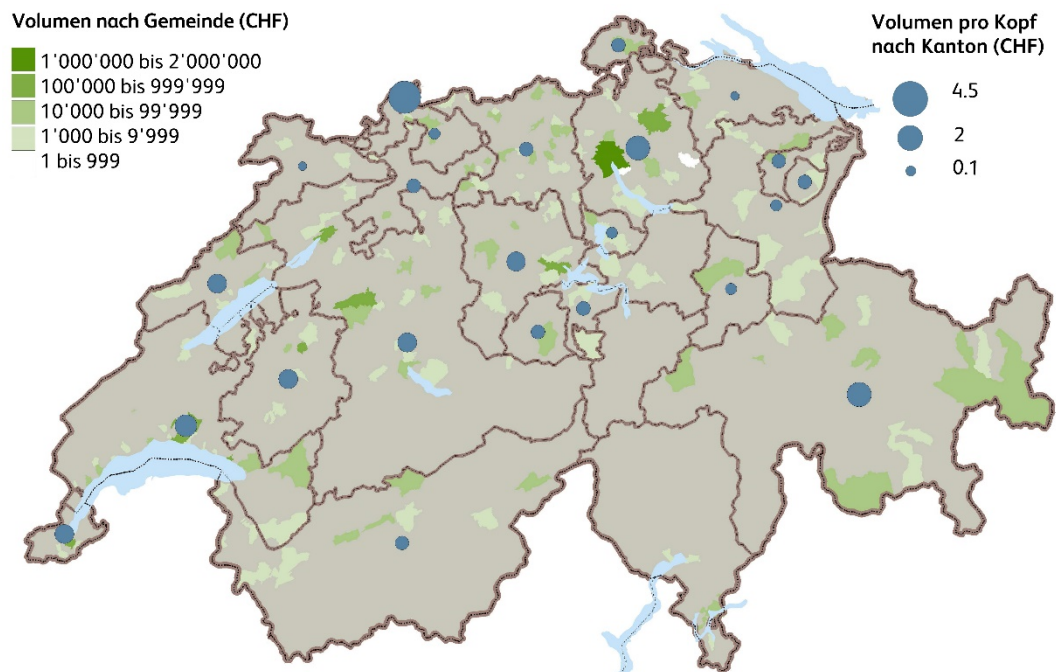 Volumen nach Gemeinde (CHF)
1'000'000 bis 2'000'000
100'000 bis 999'999
10'000 bis 99'999
1'000 bis 9'999
1 bis 999
Volumen pro Kopf
nach Kanton (CHF)
4.5
2
0.1